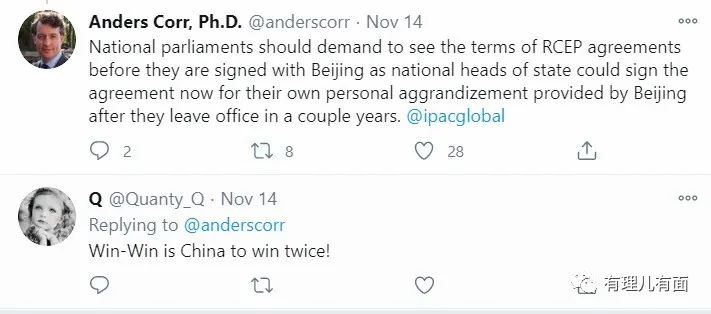 Anders Corr, Ph.D. @anderscorr · Nov 14
National parliaments should demand to see the terms of RCEP agreements
before they are signed with Beijing as national heads of state could sign the
agreement now for their own personal aggrandizement provided by Beijing
after they leave office in a couple years. @ipacglobal
2 8 28
Q @Quanty_Q · Nov 14
Replying to @anderscorr
Win-Win is China to win twice!
有理儿有面